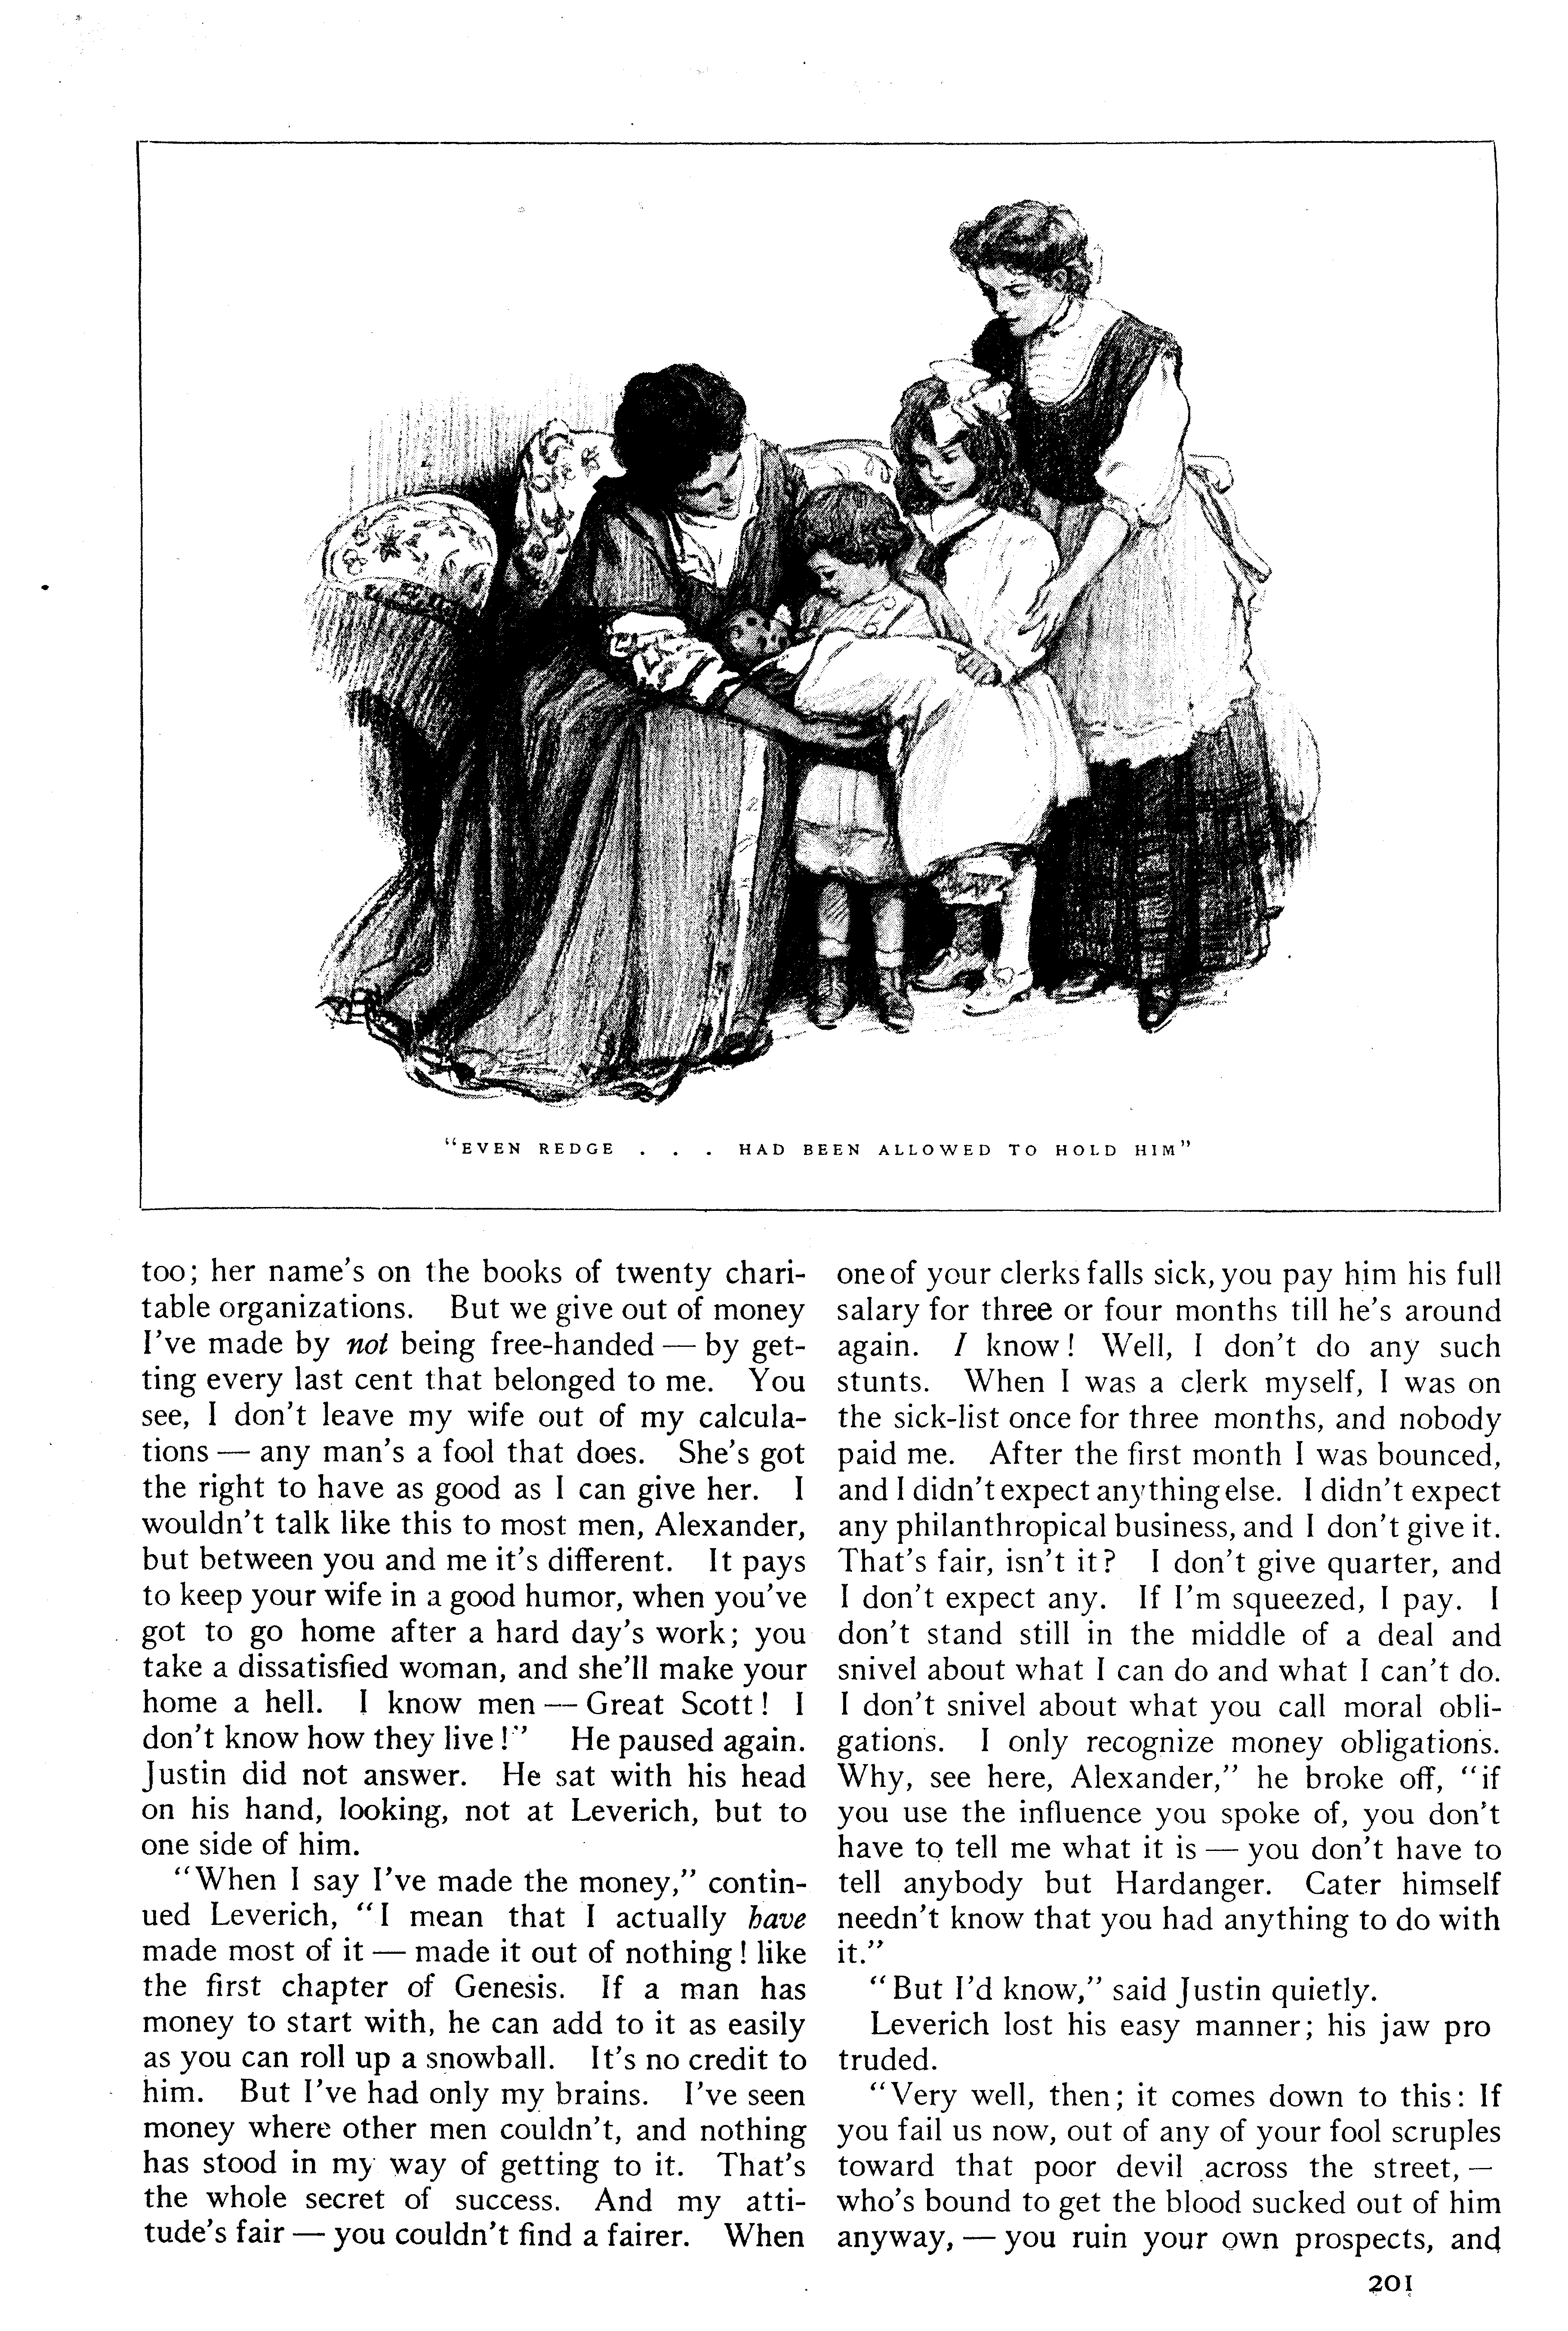 "EVEN REDGE . . . HAD BEEN ALLOWED TO HOLD HIM"
too; her name's on the books of twenty chari-
table organizations. But we give out of money
I've made by not being free-handed — by get-
ting every last cent that belonged to me. You
see, I don't leave my wife out of my calcula-
tions — any man's a fool that does. She's got
the right to have as good as I can give her. I
wouldn't talk like this to most men, Alexander,
but between you and me it's different. It pays
to keep your wife in a good humor, when you've
got to go home after a hard day's work; you
take a dissatisfied woman, and she'll make your
home a hell. I know men — Great Scott! I
don't know how they live!" He paused again.
Justin did not answer. He sat with his head
on his hand, looking, not at Leverich, but to
one side of him.
"When I say I've made the money," contin-
ued Leverich, "I mean that I actually have
made most of it — made it out of nothing! like
the first chapter of Genesis. If a man has
money to start with, he can add to it as easily
as you can roll up a snowball. It's no credit to
him. But I've had only my brains. I've seen
money where other men couldn't, and nothing
has stood in my way of getting to it. That's
the whole secret of success. And my atti-
tude's fair — you couldn't find a fairer. When
one of your clerks falls sick, you pay him his full
salary for three or four months till he's around
again. I know! Well, I don't do any such
stunts. When I was a clerk myself, I was on
the sick-list once for three months, and nobody
paid me. After the first month I was bounced,
and I didn't expect anything else. I didn't expect
any philanthropical business, and I don't give it.
That's fair, isn't it? I don't give quarter, and
I don't expect any. If I'm squeezed, I pay. I
don't stand still in the middle of a deal and
snivel about what I can do and what I can't do.
I don't snivel about what you call moral obli-
gations. I only recognize money obligations.
Why, see here, Alexander," he broke off, "if
you use the influence you spoke of, you don't
have to tell me what it is — you don't have to
tell anybody but Hardanger. Cater himself
needn't know that you had anything to do with
it."
"But I'd know," said Justin quietly.
Leverich lost his easy manner; his jaw pro
truded.
"Very well, then; it comes down to this: If
you fail us now, out of any of your fool scruples
toward that poor devil across the street, —
who's bound to get the blood sucked out of him
anyway, — you ruin your own prospects, and
201